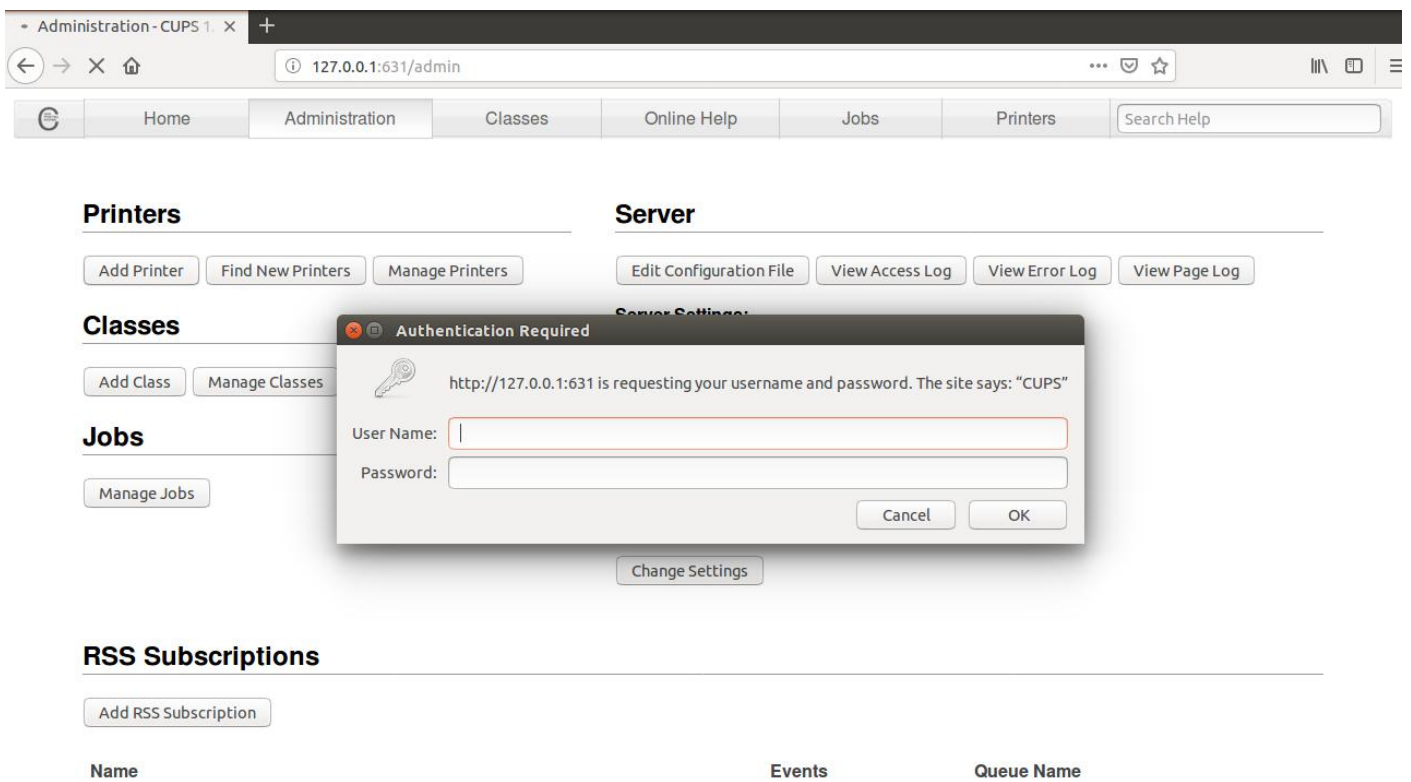 Administration - CUPS 1.
127.0.0.1:631/admin
Home Administration Classes Online Help Jobs Printers Search Help
Printers
Add Printer Find New Printers Manage Printers
Classes
Add Class Manage Classes
Jobs
Manage Jobs
Server
Edit Configuration File View Access Log View Error Log View Page Log
Server Settings:
Change Settings
Authentication Required
http://127.0.0.1:631 is requesting your username and password. The site says: “CUPS”
User Name:
Password:
Cancel OK
RSS Subscriptions
Add RSS Subscription
Name Events Queue Name